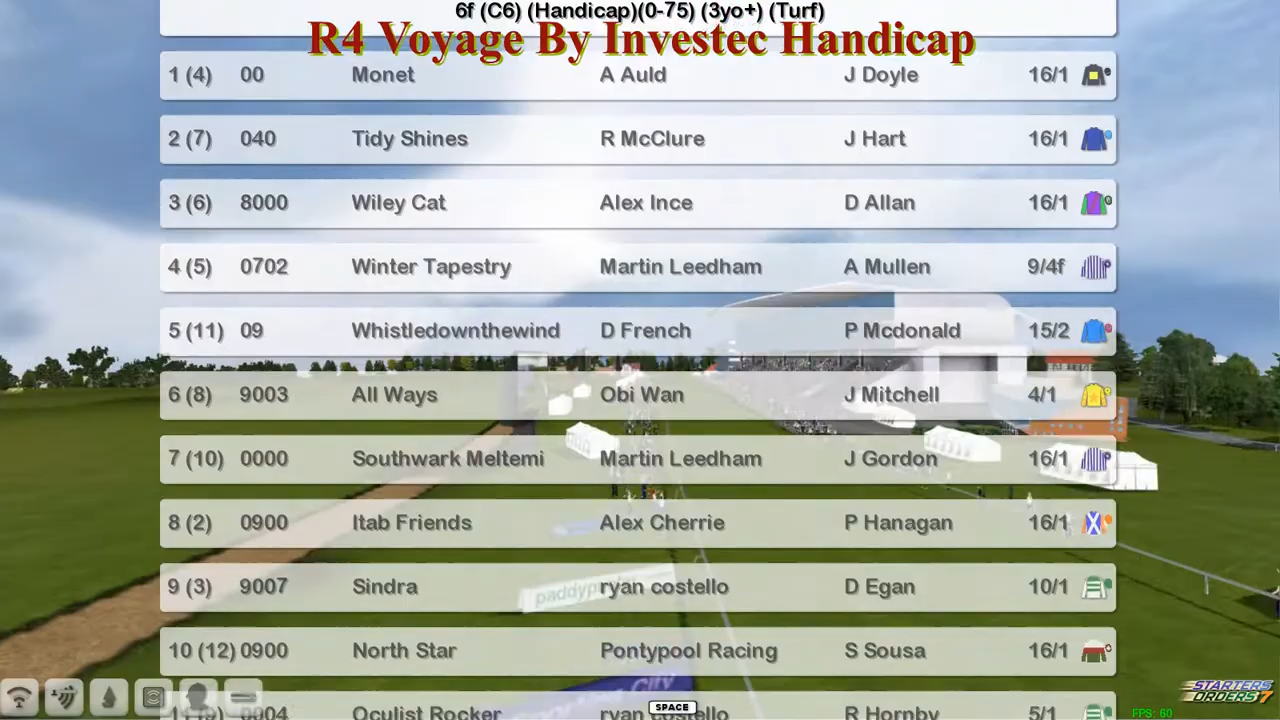 6f (C6) (Handicap)(0-75) (3yo+) (Turf)
R4 Voyage By Investec Handicap
1 (4) 00 Monet A Auld J Doyle 16/1
2 (7) 040 Tidy Shines R McClure J Hart 16/1
3 (6) 8000 Wiley Cat Alex Ince D Allan 16/1
4 (5) 0702 Winter Tapestry Martin Leedham A Mullen 9/4f
5 (11) 09 Whistledownthewind D French P Mcdonald 15/2
6 (8) 9003 All Ways Obi Wan J Mitchell 4/1
7 (10) 0000 Southwark Meltemi Martin Leedham J Gordon 16/1
8 (2) 0900 Itab Friends Alex Cherrie P Hanagan 16/1
9 (3) 9007 Sindra ryan costello D Egan 10/1
10 (12) 0900 North Star Pontypool Racing S Sousa 16/1
11 (9) 0004 Oculist Rocker ryan costello R Hornby 5/1
SPACE
STARTERS ORDERS 7
FPS: 60